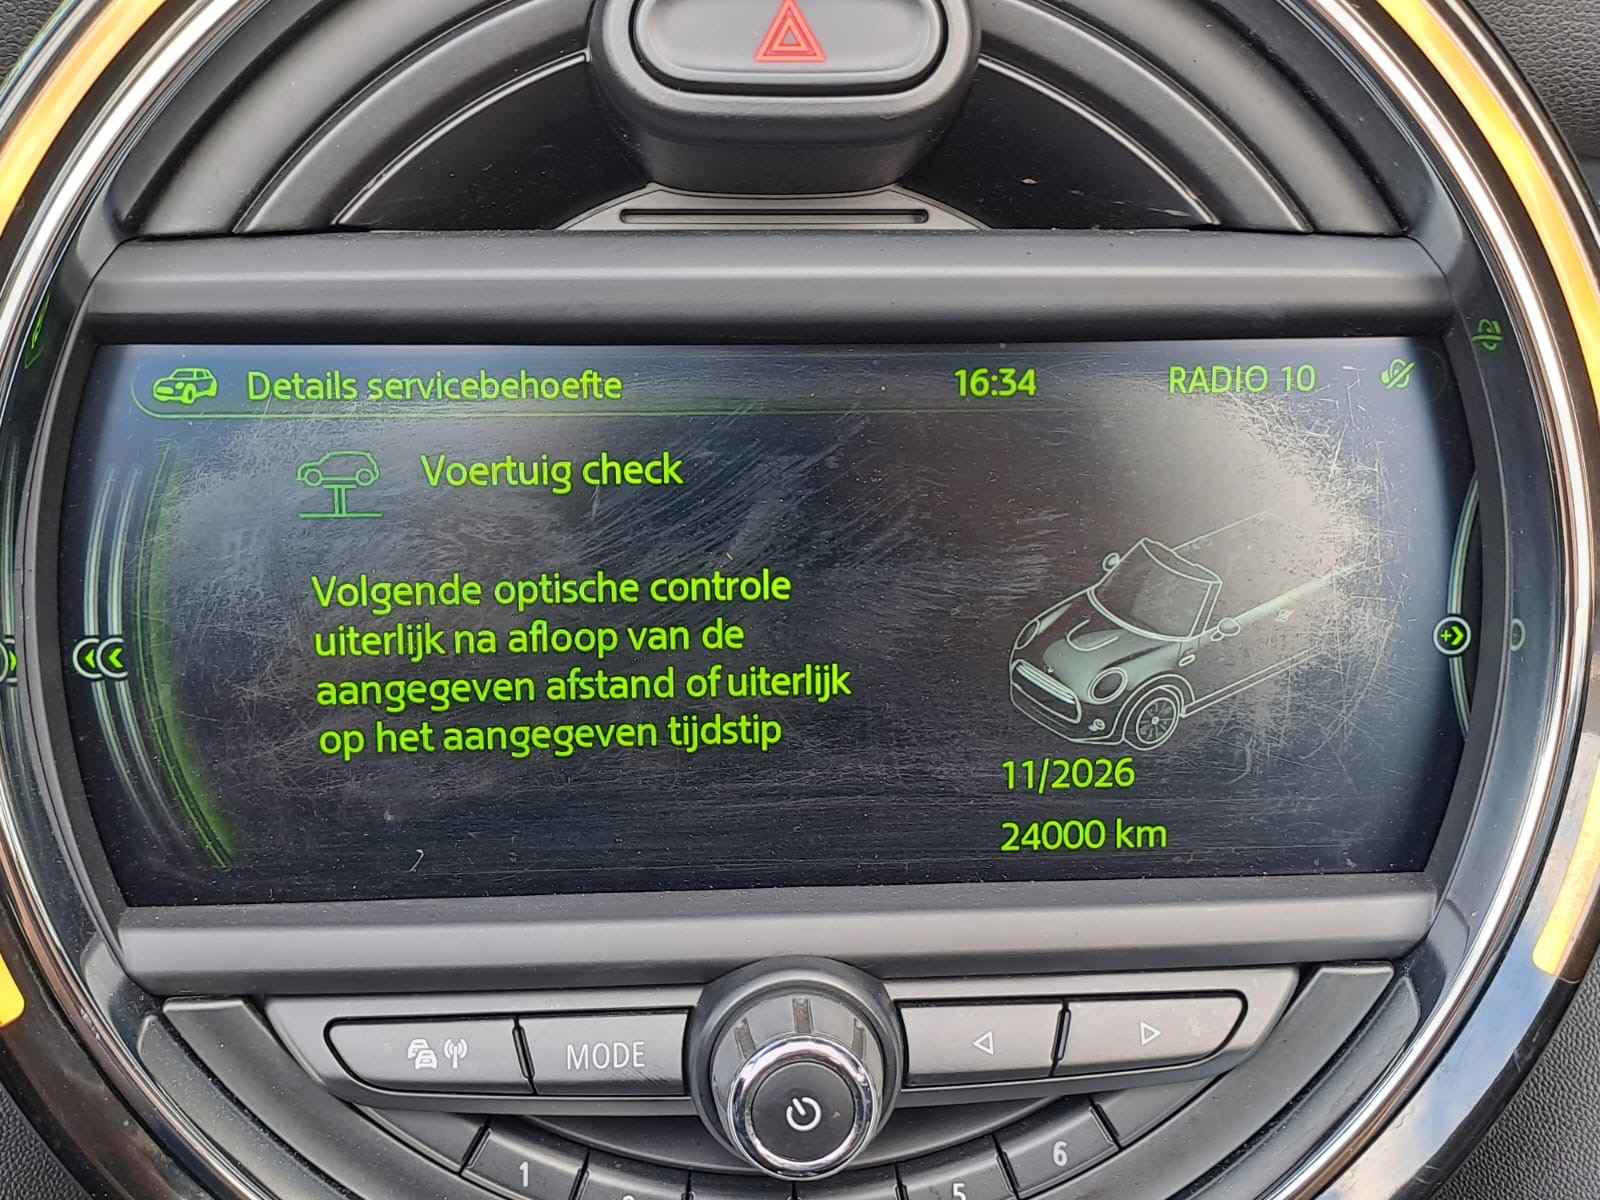 Details servicebehoefte 16:34 RADIO 10
Voertuig check
Volgende optische controle
uiterlijk na afloop van de
aangegeven afstand of uiterlijk
op het aangegeven tijdstip
11/2026
24000 km
MODE
1
5
6